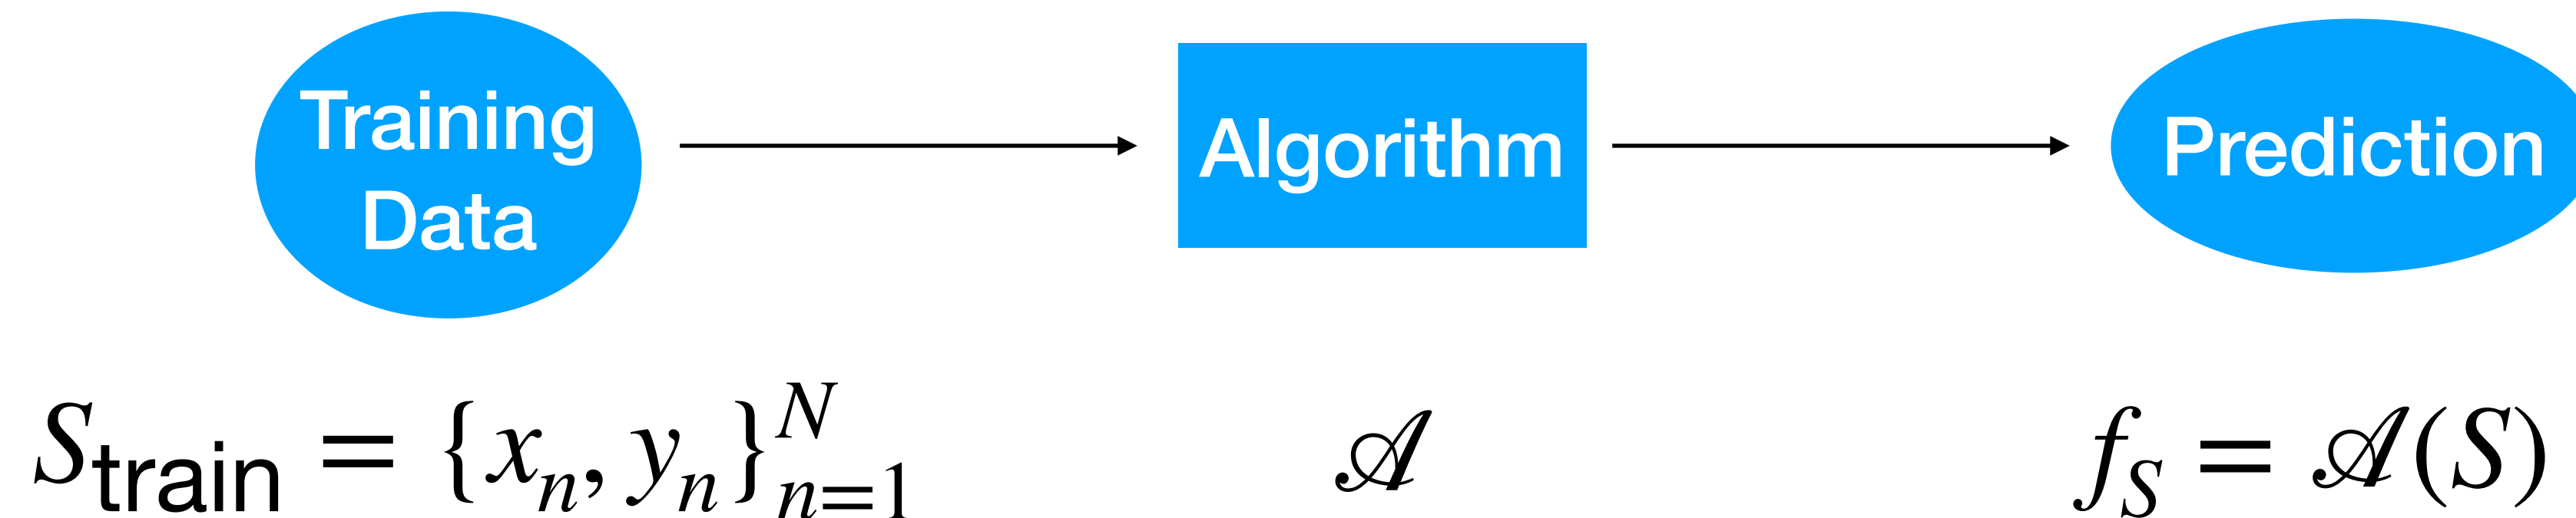 Training
Data
Algorithm
Prediction
S_train = {x_n, y_n}_{n=1}^N
𝒜
f_S = 𝒜(S)